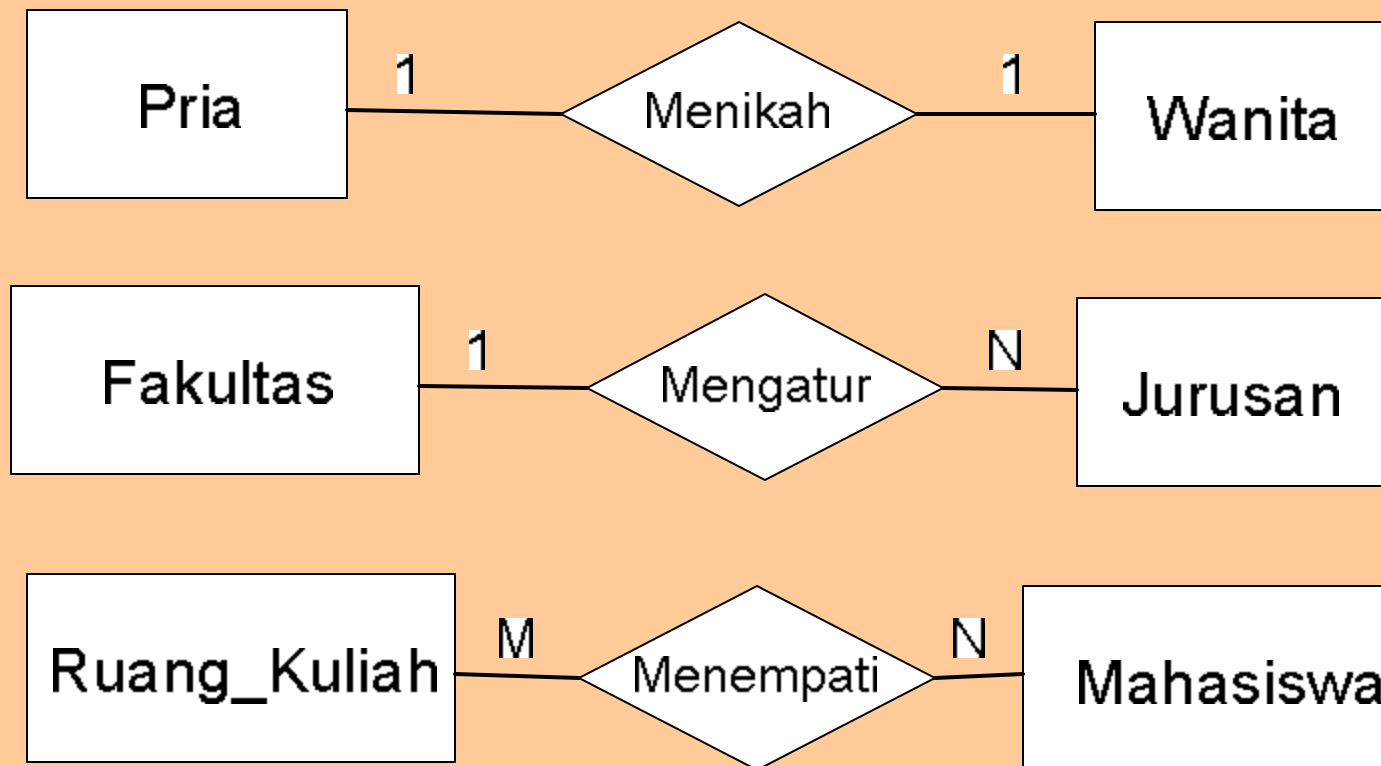 Pria 1 Menikah 1 Wanita
Fakultas 1 Mengatur N Jurusan
Ruang_Kuliah M Menempati N Mahasiswa